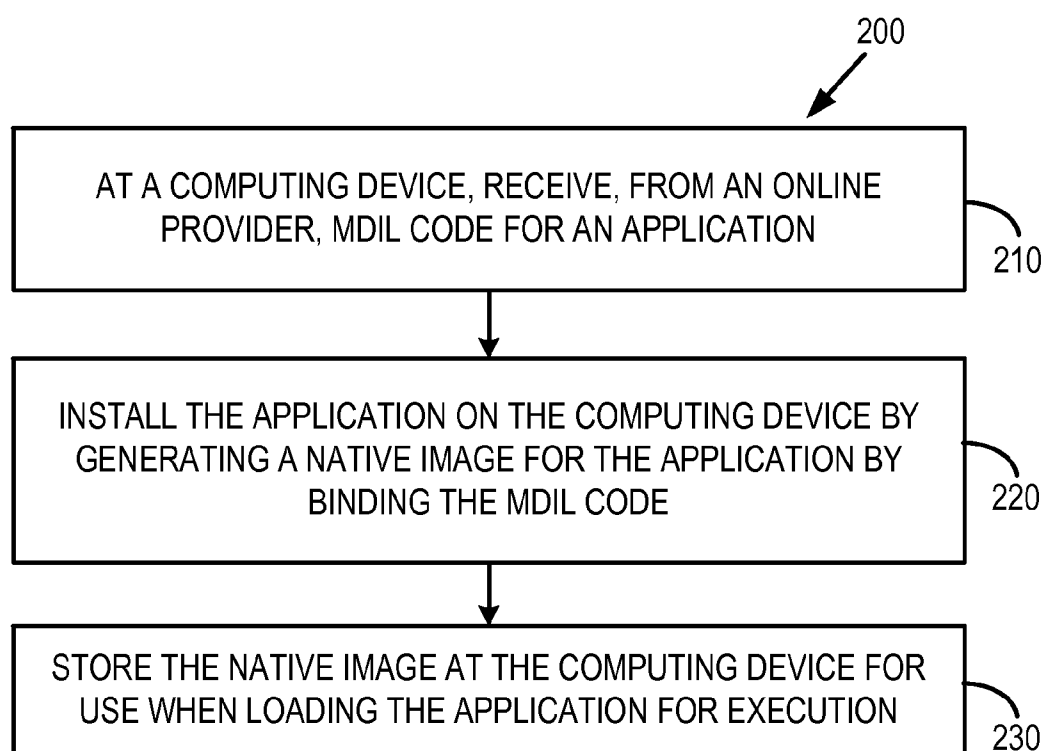 200
AT A COMPUTING DEVICE, RECEIVE, FROM AN ONLINE
PROVIDER, MDIL CODE FOR AN APPLICATION
210
INSTALL THE APPLICATION ON THE COMPUTING DEVICE BY
GENERATING A NATIVE IMAGE FOR THE APPLICATION BY
BINDING THE MDIL CODE
220
STORE THE NATIVE IMAGE AT THE COMPUTING DEVICE FOR
USE WHEN LOADING THE APPLICATION FOR EXECUTION
230